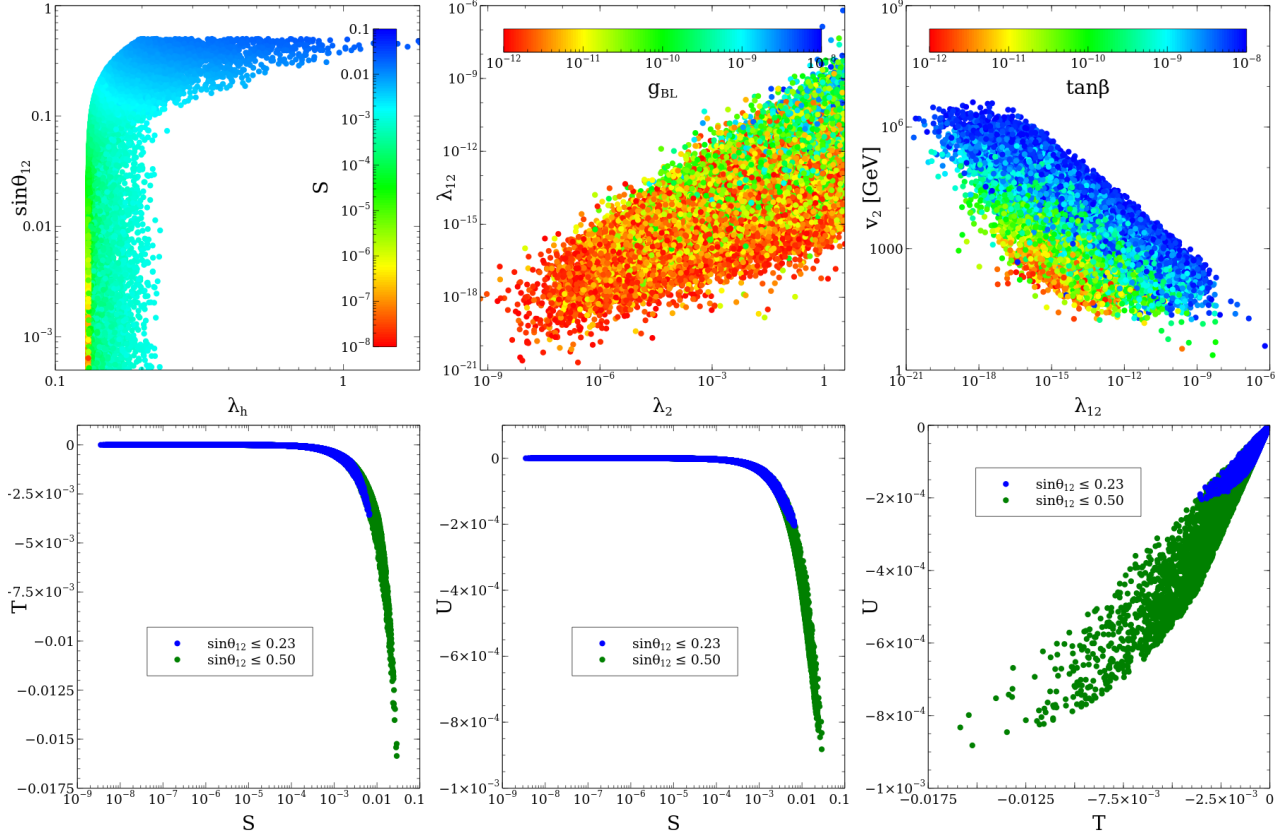 1
0.1
0.01
10⁻³
sinθ₁₂
0.1
1
λₕ
S
0.1
0.01
10⁻³
10⁻⁴
10⁻⁵
10⁻⁶
10⁻⁷
10⁻⁸
10⁻⁶
10⁻⁹
10⁻¹²
10⁻¹⁵
10⁻¹⁸
10⁻²¹
λ₁₂
10⁻¹² 10⁻¹¹ 10⁻¹⁰ 10⁻⁹ 10⁻⁸
g_BL
10⁻⁹ 10⁻⁶ 10⁻³ 1
λ₂
10⁹
10⁶
1000
1
v₂ [GeV]
10⁻¹² 10⁻¹¹ 10⁻¹⁰ 10⁻⁹ 10⁻⁸
tanβ
10⁻²¹ 10⁻¹⁸ 10⁻¹⁵ 10⁻¹² 10⁻⁹ 10⁻⁶
λ₁₂
0
-2.5×10⁻³
-5×10⁻³
-7.5×10⁻³
−0.01
−0.0125
−0.015
−0.0175
T
sinθ₁₂ ≤ 0.23
sinθ₁₂ ≤ 0.50
10⁻⁹ 10⁻⁸ 10⁻⁷ 10⁻⁶ 10⁻⁵ 10⁻⁴ 10⁻³ 0.01 0.1
S
0
−2×10⁻⁴
−4×10⁻⁴
−6×10⁻⁴
−8×10⁻⁴
−1×10⁻³
U
sinθ₁₂ ≤ 0.23
sinθ₁₂ ≤ 0.50
10⁻⁹ 10⁻⁸ 10⁻⁷ 10⁻⁶ 10⁻⁵ 10⁻⁴ 10⁻³ 0.01 0.1
S
0
−2×10⁻⁴
−4×10⁻⁴
−6×10⁻⁴
−8×10⁻⁴
−1×10⁻³
U
sinθ₁₂ ≤ 0.23
sinθ₁₂ ≤ 0.50
−0.0175 −0.0125 −7.5×10⁻³ −2.5×10⁻³ 0
T